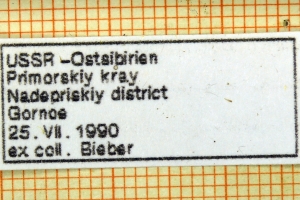 USSR - Ostsibirien
Primorskiy kray
Nadepriskiy district
Gornoe
25. VII. 1990
ex coll. Bieber